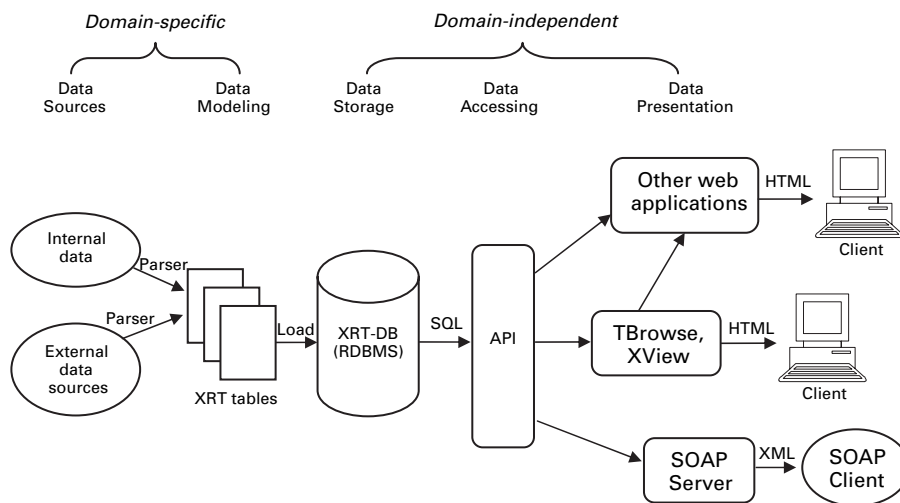 Domain-specific
Domain-independent
Data
Sources
Data
Modeling
Data
Storage
Data
Accessing
Data
Presentation
Other web
applications
HTML
Client
Internal
data
Parser
Parser
External
data
sources
XRT tables
Load
XRT-DB
(RDBMS)
SQL
API
TBrowse,
XView
HTML
Client
SOAP
Server
XML
SOAP
Client